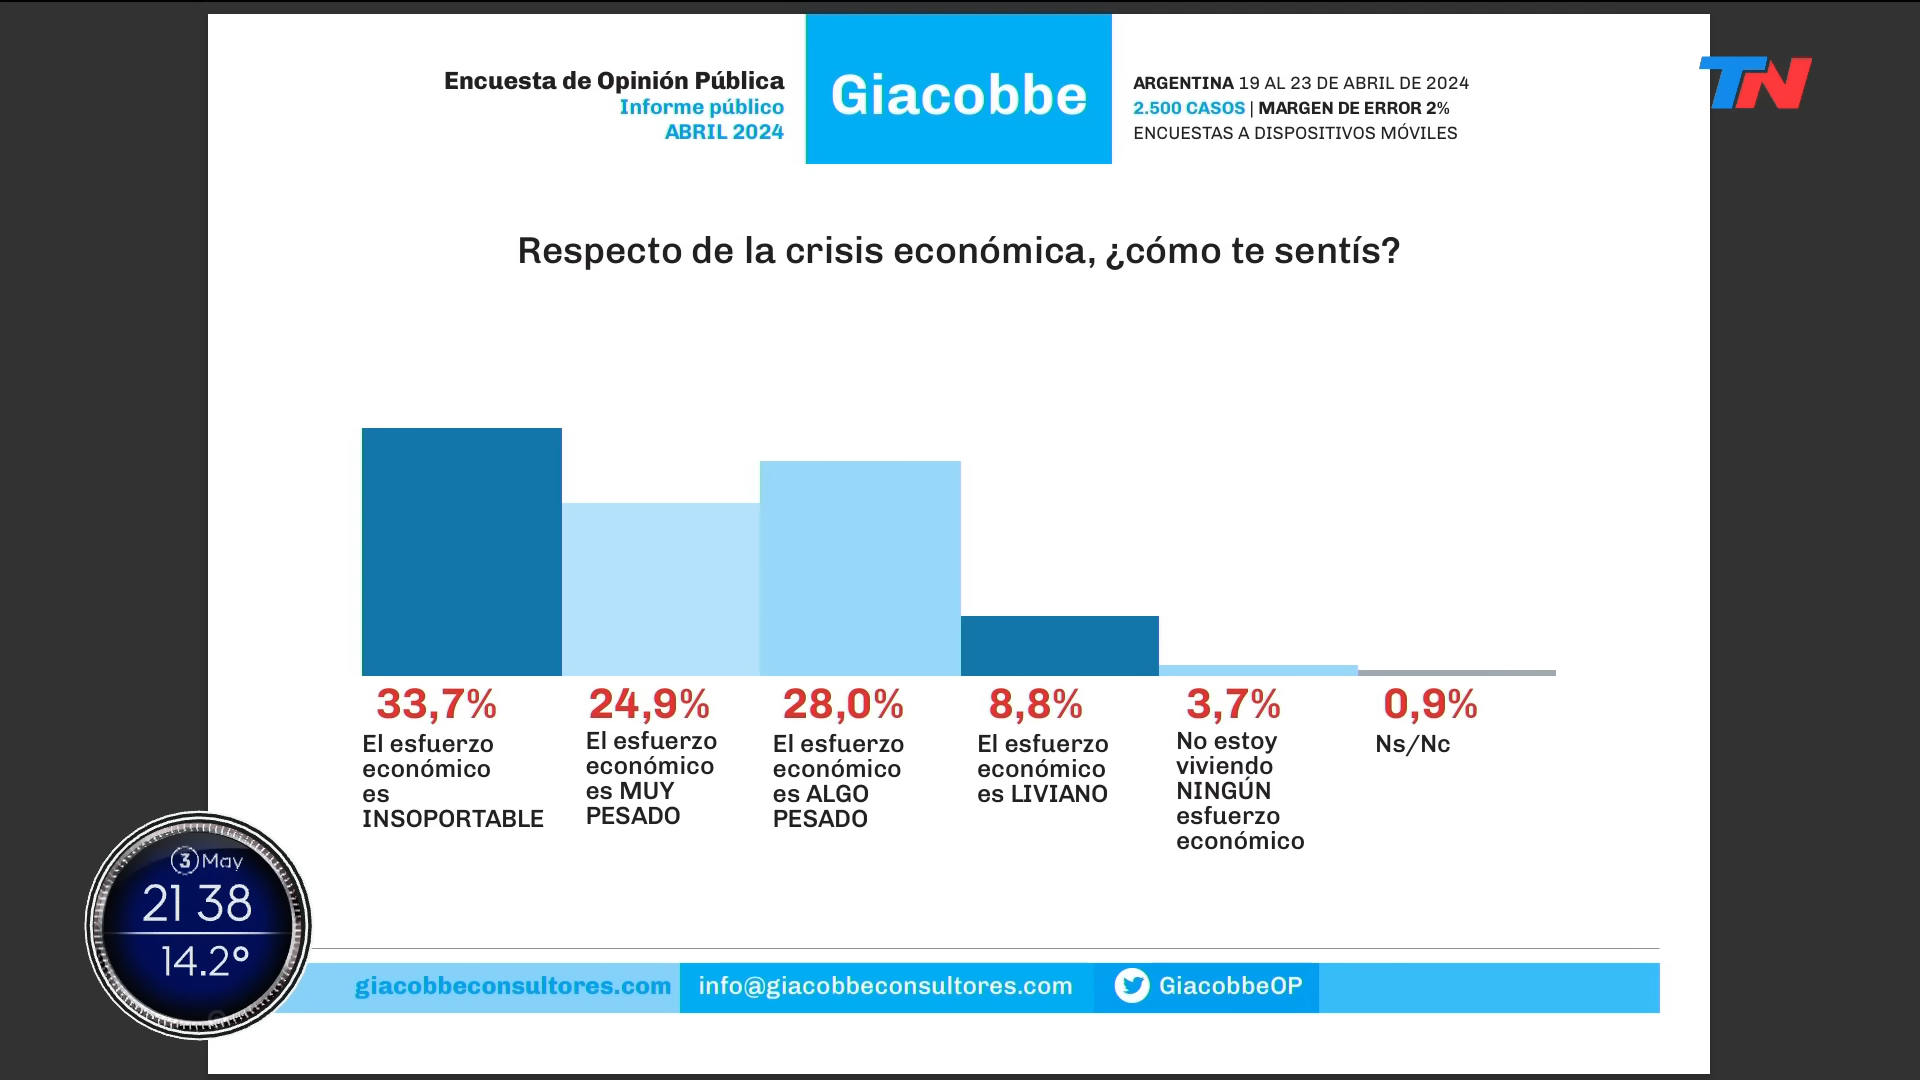 Encuesta de Opinión Pública
Informe público
ABRIL 2024
Giacobbe
ARGENTINA 19 AL 23 DE ABRIL DE 2024
2.500 CASOS | MARGEN DE ERROR 2%
ENCUESTAS A DISPOSITIVOS MÓVILES
TN
Respecto de la crisis económica, ¿cómo te sentís?
33,7%
El esfuerzo
económico
es
INSOPORTABLE
24,9%
El esfuerzo
económico
es MUY
PESADO
28,0%
El esfuerzo
económico
es ALGO
PESADO
8,8%
El esfuerzo
económico
es LIVIANO
3,7%
No estoy
viviendo
NINGÚN
esfuerzo
económico
0,9%
Ns/Nc
3 May
21 38
14.2°
giacobbeconsultores.com
info@giacobbeconsultores.com
GiacobbeOP